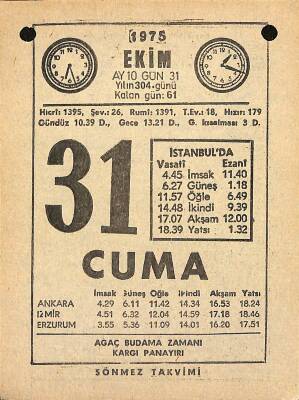 1975
EKİM
AY 10 GÜN 31
Yılın 304. günü
Kalan gün: 61
Hicrî: 1395, Şev.: 26, Rumî: 1391, T.Ev.: 18, Hızır: 179
Gündüz 10.39 D., Gece 13.21 D., G. kısalması: 3 D.
31
İSTANBUL'DA
Vasatî Ezanî
4.45 İmsak 11.40
6.27 Güneş 1.18
11.57 Öğle 6.49
14.48 İkindi 9.39
17.07 Akşam 12.00
18.39 Yatsı 1.32
CUMA
İmsak Güneş Öğle İkindi Akşam Yatsı
ANKARA 4.29 6.11 11.42 14.34 16.53 18.24
İZMİR 4.51 6.32 12.04 14.59 17.18 18.46
ERZURUM 3.55 5.36 11.09 14.01 16.20 17.51
AĞAÇ BUDAMA ZAMANI
KARGI PANAYIRI
SÖNMEZ TAKVİMİ